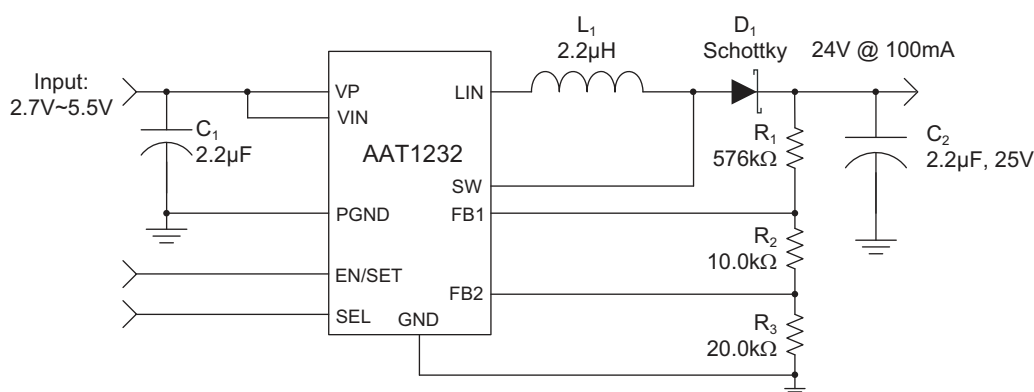 L₁
2.2μH
D₁
Schottky
24V @ 100mA
Input:
2.7V~5.5V
VP
VIN
LIN
C₁
2.2μF
AAT1232
R₁
576kΩ
C₂
2.2μF, 25V
SW
PGND
FB1
R₂
10.0kΩ
EN/SET
FB2
SEL
GND
R₃
20.0kΩ